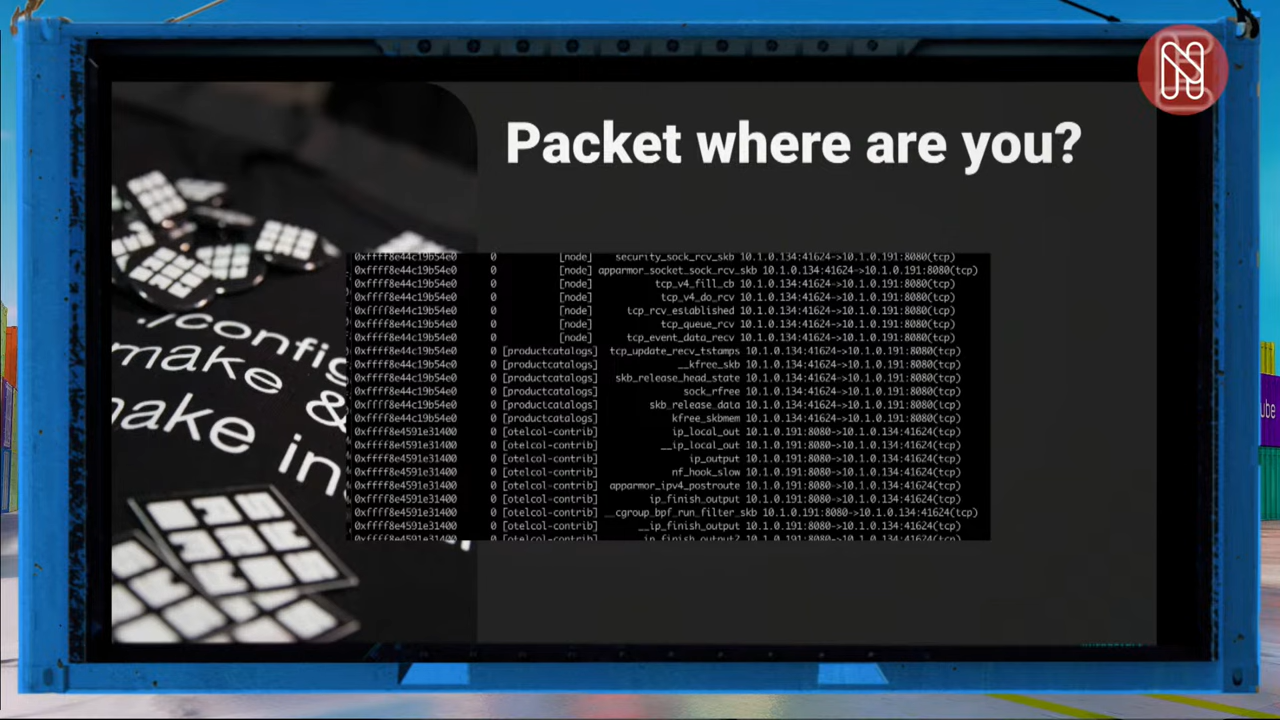 Packet where are you?
0xffff8e44c19b54e0 0 [node] security_sock_rcv_skb 10.1.0.134:41624->10.1.0.191:8080(tcp)
0xffff8e44c19b54e0 0 [node] apparmor_socket_sock_rcv_skb 10.1.0.134:41624->10.1.0.191:8080(tcp)
0xffff8e44c19b54e0 0 [node] tcp_v4_fill_cb 10.1.0.134:41624->10.1.0.191:8080(tcp)
0xffff8e44c19b54e0 0 [node] tcp_v4_do_rcv 10.1.0.134:41624->10.1.0.191:8080(tcp)
0xffff8e44c19b54e0 0 [node] tcp_rcv_established 10.1.0.134:41624->10.1.0.191:8080(tcp)
0xffff8e44c19b54e0 0 [node] tcp_queue_rcv 10.1.0.134:41624->10.1.0.191:8080(tcp)
0xffff8e44c19b54e0 0 [node] tcp_event_data_recv 10.1.0.134:41624->10.1.0.191:8080(tcp)
0xffff8e44c19b54e0 0 [productcatalogs] tcp_update_recv_tstamps 10.1.0.134:41624->10.1.0.191:8080(tcp)
0xffff8e44c19b54e0 0 [productcatalogs] __kfree_skb 10.1.0.134:41624->10.1.0.191:8080(tcp)
0xffff8e44c19b54e0 0 [productcatalogs] skb_release_head_state 10.1.0.134:41624->10.1.0.191:8080(tcp)
0xffff8e44c19b54e0 0 [productcatalogs] sock_rfree 10.1.0.134:41624->10.1.0.191:8080(tcp)
0xffff8e44c19b54e0 0 [productcatalogs] skb_release_data 10.1.0.134:41624->10.1.0.191:8080(tcp)
0xffff8e44c19b54e0 0 [productcatalogs] kfree_skbmem 10.1.0.134:41624->10.1.0.191:8080(tcp)
0xffff8e4591e31400 0 [otelcol-contrib] ip_local_out 10.1.0.191:8080->10.1.0.134:41624(tcp)
0xffff8e4591e31400 0 [otelcol-contrib] __ip_local_out 10.1.0.191:8080->10.1.0.134:41624(tcp)
0xffff8e4591e31400 0 [otelcol-contrib] ip_output 10.1.0.191:8080->10.1.0.134:41624(tcp)
0xffff8e4591e31400 0 [otelcol-contrib] nf_hook_slow 10.1.0.191:8080->10.1.0.134:41624(tcp)
0xffff8e4591e31400 0 [otelcol-contrib] apparmor_ipv4_postroute 10.1.0.191:8080->10.1.0.134:41624(tcp)
0xffff8e4591e31400 0 [otelcol-contrib] ip_finish_output 10.1.0.191:8080->10.1.0.134:41624(tcp)
0xffff8e4591e31400 0 [otelcol-contrib] __cgroup_bpf_run_filter_skb 10.1.0.191:8080->10.1.0.134:41624(tcp)
0xffff8e4591e31400 0 [otelcol-contrib] __ip_finish_output 10.1.0.191:8080->10.1.0.134:41624(tcp)
0xffff8e4591e31400 0 [otelcol-contrib] ip_finish_output2 10.1.0.191:8080->10.1.0.134:41624(tcp)
./config
make &
make in
ube
N